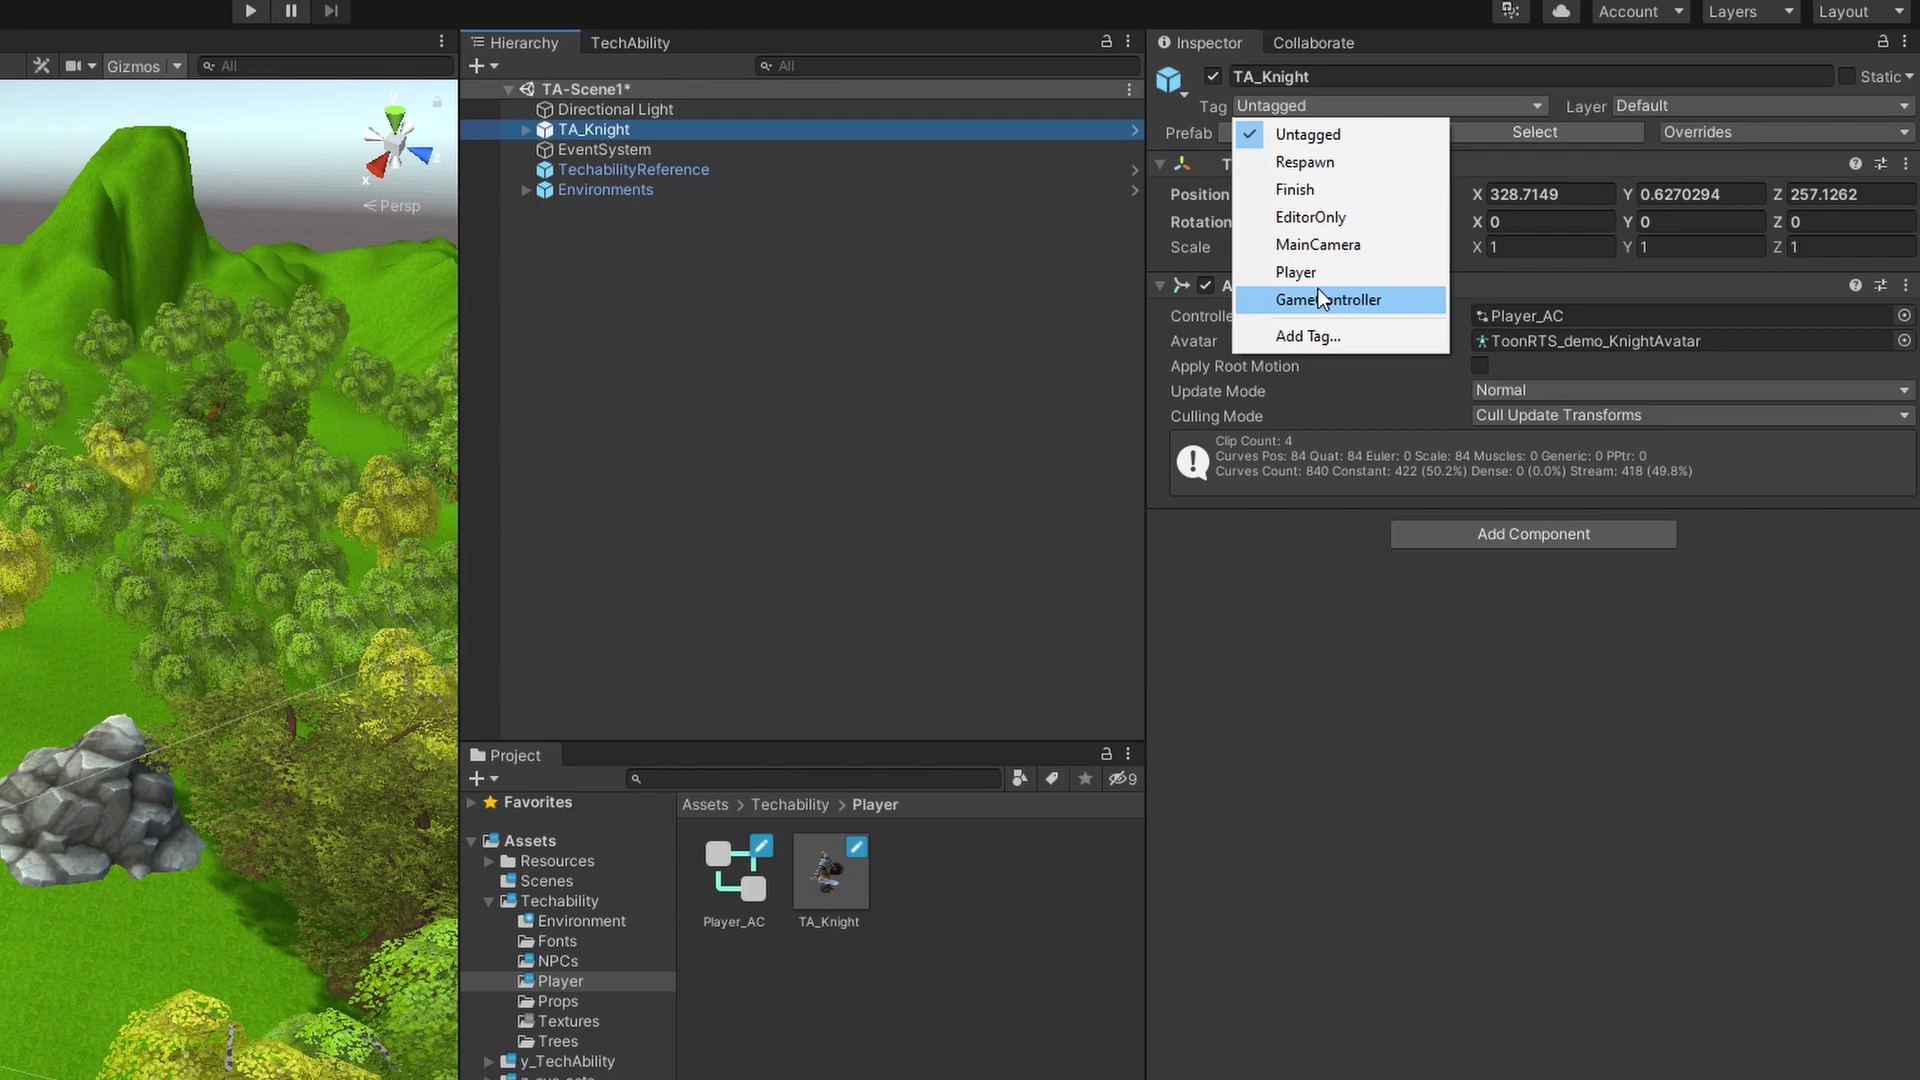 Account
Layers
Layout
Gizmos
All
y
x
z
Persp
Hierarchy
TechAbility
All
TA-Scene1*
Directional Light
TA_Knight
EventSystem
TechabilityReference
Environments
Inspector
Collaborate
TA_Knight
Static
Tag
Untagged
Layer
Default
Prefab
Select
Overrides
Untagged
Respawn
Finish
EditorOnly
MainCamera
Player
GameController
Add Tag...
T
Position
X 328.7149
Y 0.6270294
Z 257.1262
Rotation
X 0
Y 0
Z 0
Scale
X 1
Y 1
Z 1
A
Controlle
Player_AC
Avatar
ToonRTS_demo_KnightAvatar
Apply Root Motion
Update Mode
Normal
Culling Mode
Cull Update Transforms
Clip Count: 4
Curves Pos: 84 Quat: 84 Euler: 0 Scale: 84 Muscles: 0 Generic: 0 PPtr: 0
Curves Count: 840 Constant: 422 (50.2%) Dense: 0 (0.0%) Stream: 418 (49.8%)
Add Component
Project
9
Favorites
Assets
Resources
Scenes
Techability
Environment
Fonts
NPCs
Player
Props
Textures
Trees
y_TechAbility
Assets > Techability > Player
Player_AC
TA_Knight